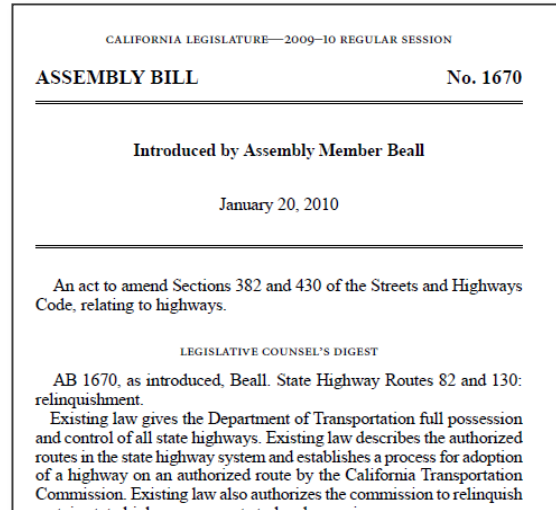 CALIFORNIA LEGISLATURE—2009–10 REGULAR SESSION
ASSEMBLY BILL No. 1670
Introduced by Assembly Member Beall
January 20, 2010
An act to amend Sections 382 and 430 of the Streets and Highways
Code, relating to highways.
LEGISLATIVE COUNSEL'S DIGEST
AB 1670, as introduced, Beall. State Highway Routes 82 and 130:
relinquishment.
Existing law gives the Department of Transportation full possession
and control of all state highways. Existing law describes the authorized
routes in the state highway system and establishes a process for adoption
of a highway on an authorized route by the California Transportation
Commission. Existing law also authorizes the commission to relinquish